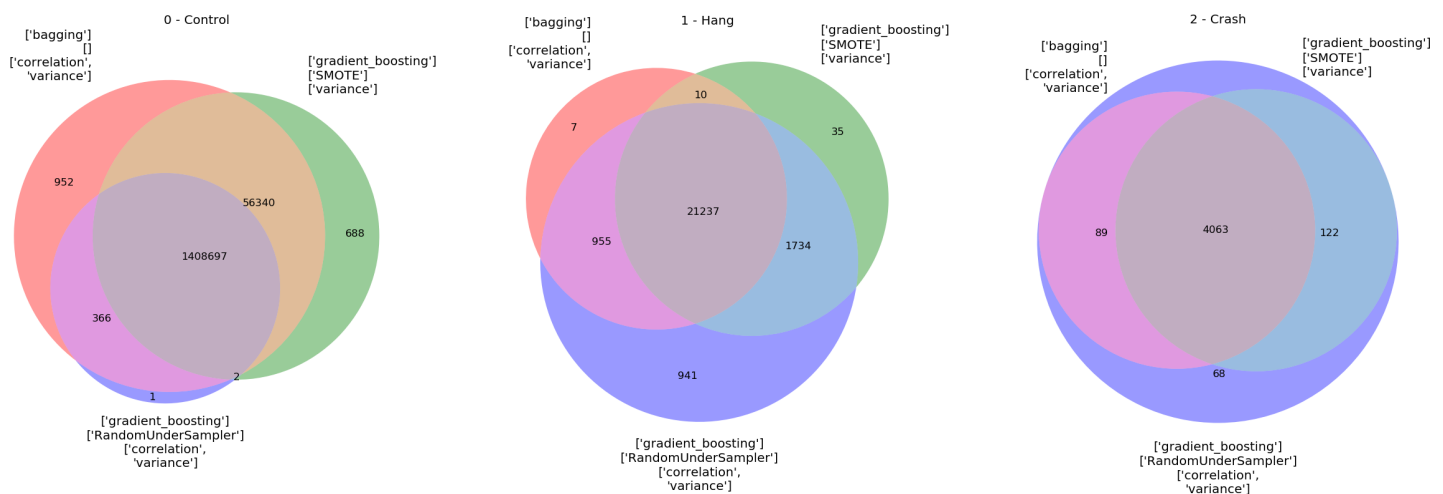 0 - Control
['bagging']
[]
['correlation',
'variance']
['gradient_boosting']
['SMOTE']
['variance']
952
56340
688
1408697
366
2
1
['gradient_boosting']
['RandomUnderSampler']
['correlation',
'variance']
1 - Hang
['bagging']
[]
['correlation',
'variance']
['gradient_boosting']
['SMOTE']
['variance']
10
7
35
21237
955
1734
941
['gradient_boosting']
['RandomUnderSampler']
['correlation',
'variance']
2 - Crash
['bagging']
[]
['correlation',
'variance']
['gradient_boosting']
['SMOTE']
['variance']
89
4063
122
68
['gradient_boosting']
['RandomUnderSampler']
['correlation',
'variance']